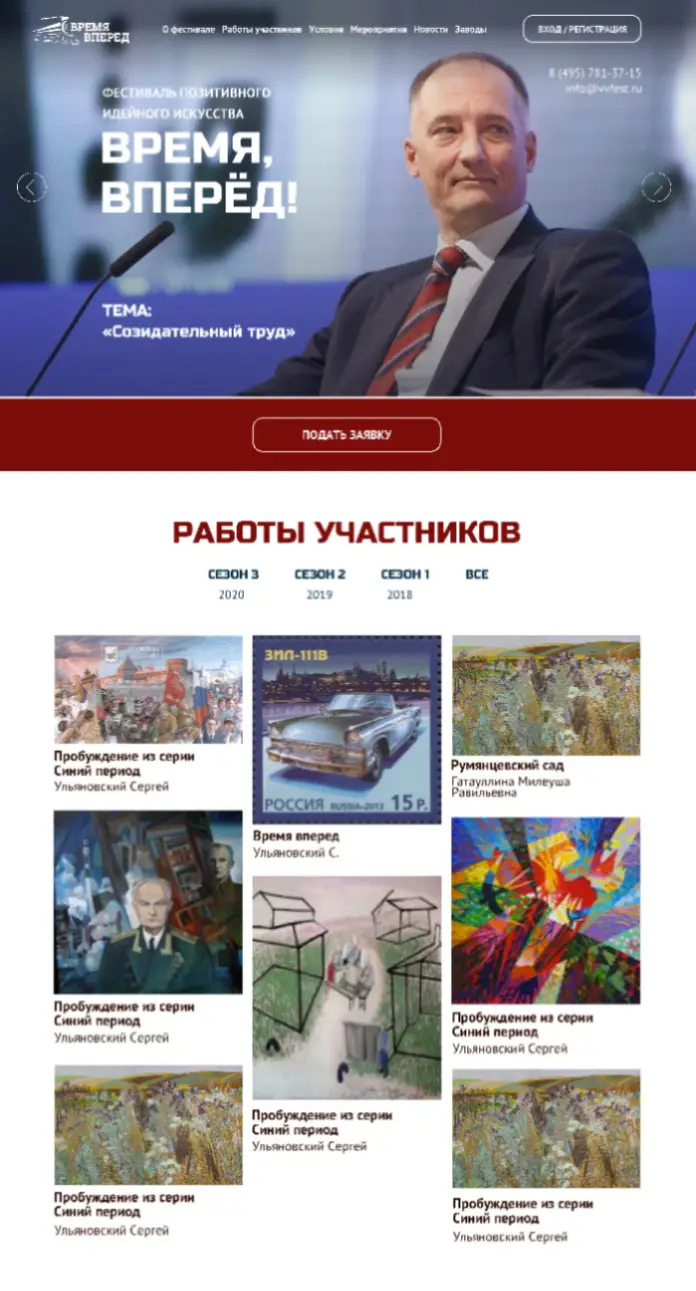 ВРЕМЯ
ВПЕРЕД
О фестивале Работы участников Условия Мероприятия Новости Заводы
ВХОД / РЕГИСТРАЦИЯ
8 (495) 781-37-15
info@vvfest.ru
ФЕСТИВАЛЬ ПОЗИТИВНОГО
ИДЕЙНОГО ИСКУССТВА
ВРЕМЯ,
ВПЕРЁД!
ТЕМА:
«Созидательный труд»
ПОДАТЬ ЗАЯВКУ
РАБОТЫ УЧАСТНИКОВ
СЕЗОН 3 СЕЗОН 2 СЕЗОН 1 ВСЕ
2020 2019 2018
Пробуждение из серии
Синий период
Ульяновский Сергей
ЗИЛ-111В
РОССИЯ RUSSIA-2013 15 Р.
Время вперед
Ульяновский С.
Румянцевский сад
Гатауллина Милеуша
Равильевна
Пробуждение из серии
Синий период
Ульяновский Сергей
Пробуждение из серии
Синий период
Ульяновский Сергей
Пробуждение из серии
Синий период
Ульяновский Сергей
Пробуждение из серии
Синий период
Ульяновский Сергей
Пробуждение из серии
Синий период
Ульяновский Сергей